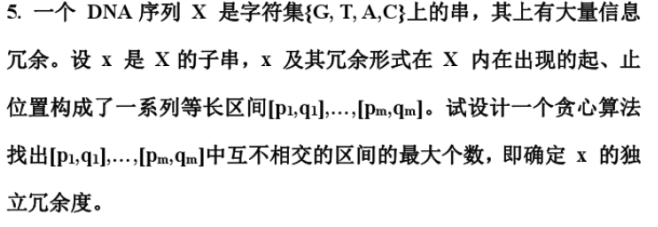 5. 一个 DNA 序列 X 是字符集{G, T, A,C}上的串，其上有大量信息
冗余。设 x 是 X 的子串，x 及其冗余形式在 X 内在出现的起、止
位置构成了一系列等长区间[p₁,q₁],…,[pₘ,qₘ]。试设计一个贪心算法
找出[p₁,q₁],…,[pₘ,qₘ]中互不相交的区间的最大个数，即确定 x 的独
立冗余度。